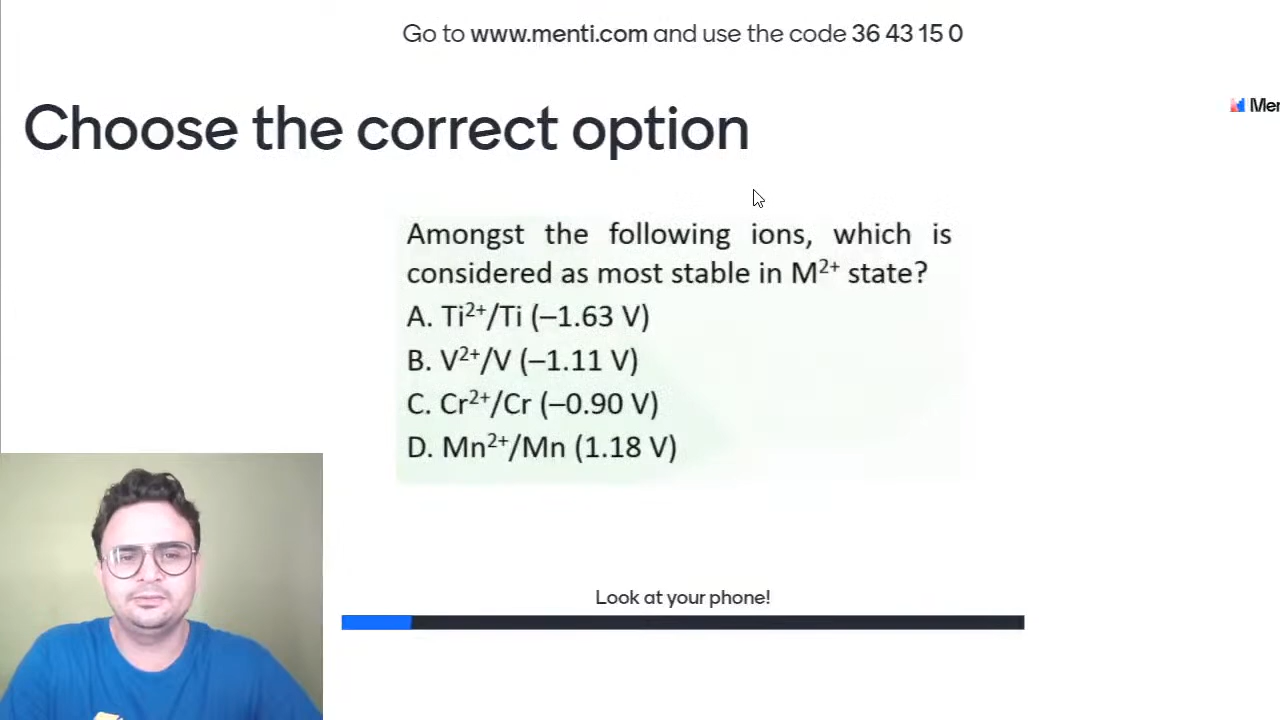 Go to www.menti.com and use the code 36 43 15 0
Choose the correct option
Amongst the following ions, which is
considered as most stable in M²⁺ state?
A. Ti²⁺/Ti (–1.63 V)
B. V²⁺/V (–1.11 V)
C. Cr²⁺/Cr (–0.90 V)
D. Mn²⁺/Mn (1.18 V)
Look at your phone!